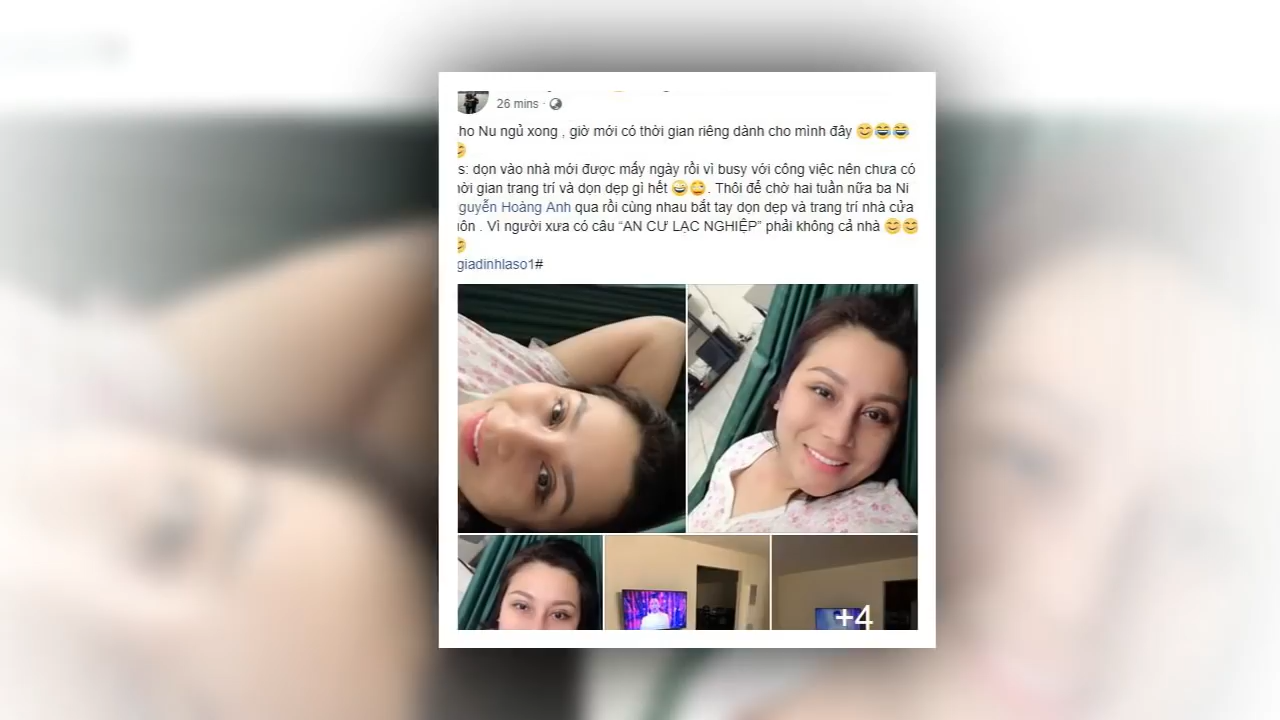 26 mins ·
ho Nu ngủ xong , giờ mới có thời gian riêng dành cho mình đây 😊😂😂
🤣
s: dọn vào nhà mới được mấy ngày rồi vì busy với công việc nên chưa có
hời gian trang trí và dọn dẹp gì hết 🤣😜. Thôi để chờ hai tuần nữa ba Ni
guyễn Hoàng Anh qua rồi cùng nhau bắt tay dọn dẹp và trang trí nhà cửa
uôn . Vì người xưa có câu “AN CƯ LẠC NGHIỆP” phải không cả nhà 😊😊
🤣
giadinhlaso1#
+4